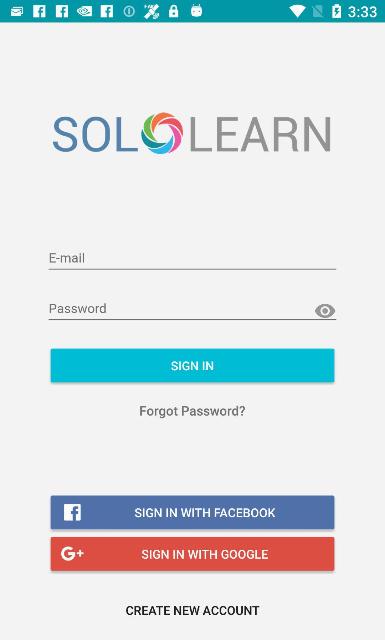 3:33
SOLOLEARN
E-mail
Password
SIGN IN
Forgot Password?
SIGN IN WITH FACEBOOK
G+ SIGN IN WITH GOOGLE
CREATE NEW ACCOUNT